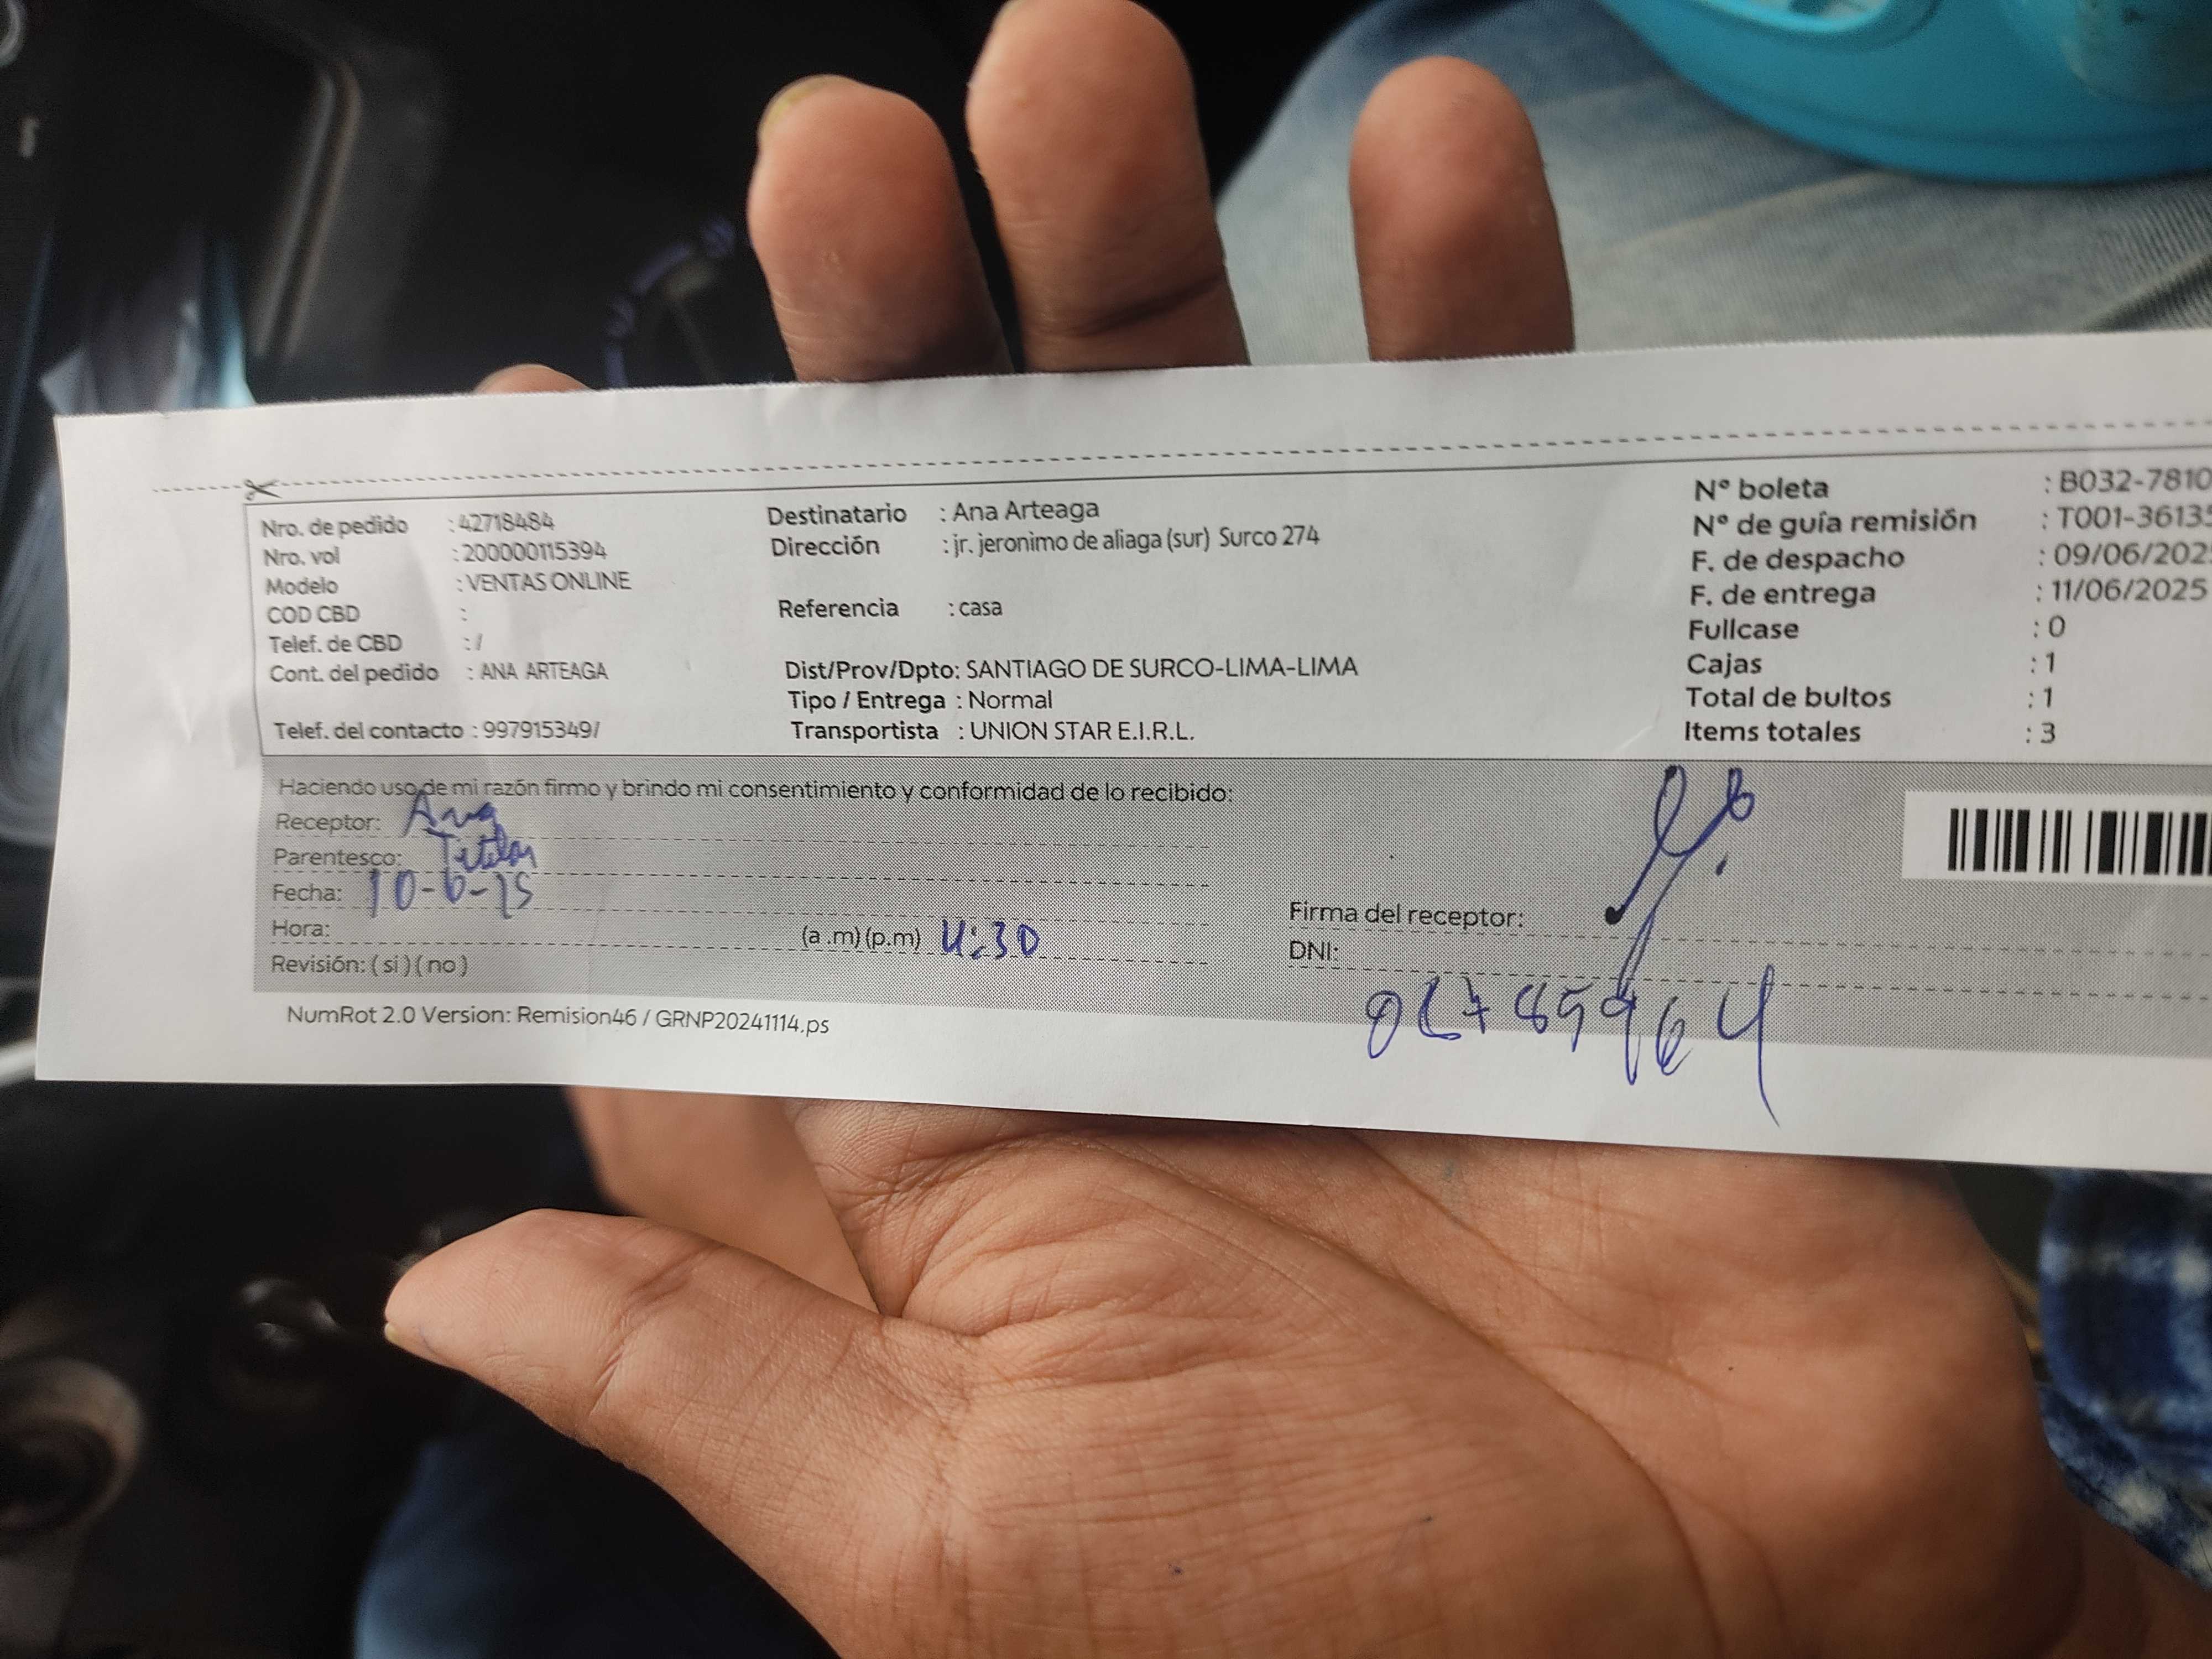 Nro. de pedido : 42718484
Nro. vol : 200000115394
Modelo : VENTAS ONLINE
COD CBD :
Telef. de CBD : /
Cont. del pedido : ANA ARTEAGA
Telef. del contacto : 997915349/
Destinatario : Ana Arteaga
Dirección : jr. jeronimo de aliaga (sur) Surco 274
Referencia : casa
Dist/Prov/Dpto: SANTIAGO DE SURCO-LIMA-LIMA
Tipo / Entrega : Normal
Transportista : UNION STAR E.I.R.L.
Nº boleta : B032-7810
Nº de guía remisión : T001-36135
F. de despacho : 09/06/202
F. de entrega : 11/06/2025
Fullcase : 0
Cajas : 1
Total de bultos : 1
Items totales : 3
Haciendo uso de mi razón firmo y brindo mi consentimiento y conformidad de lo recibido:
Receptor: Ana
Parentesco: Titular
Fecha:
Hora: (a .m) (p.m) 4:30
Revisión: ( si ) ( no )
Firma del receptor:
DNI:
NumRot 2.0 Version: Remision46 / GRNP20241114.ps